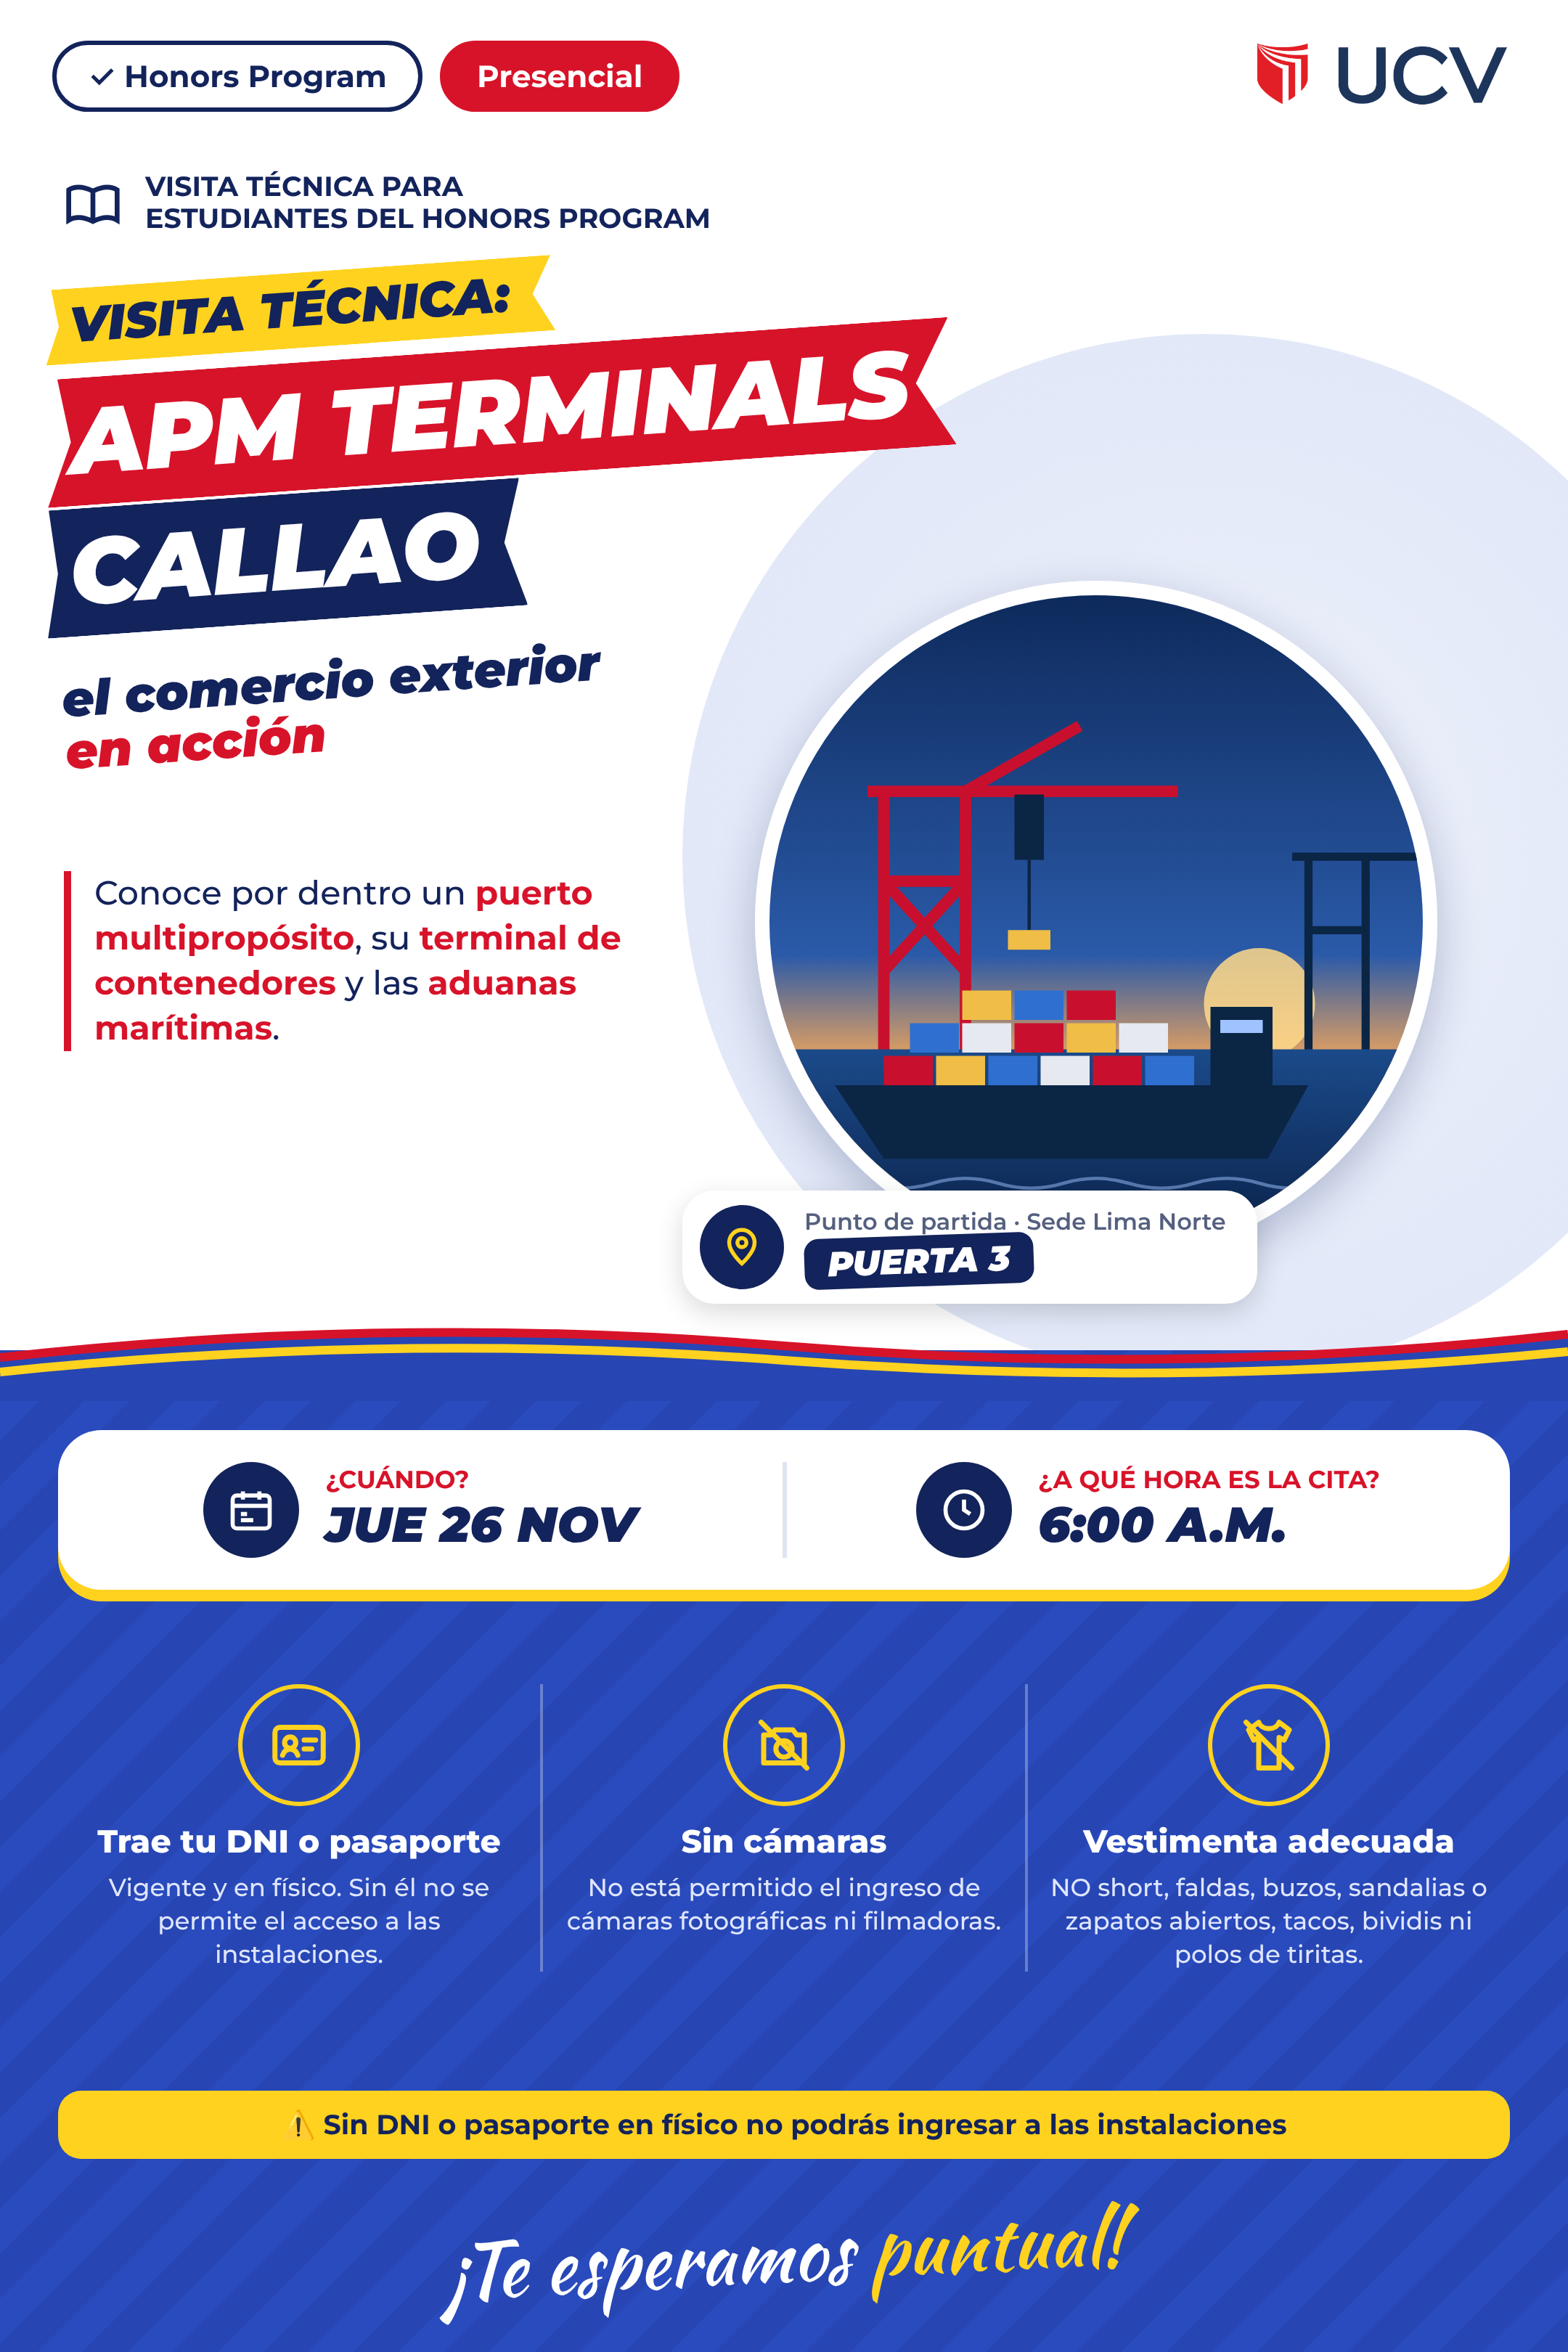 Honors Program
Presencial
UCV
VISITA TÉCNICA PARA
ESTUDIANTES DEL HONORS PROGRAM
VISITA TÉCNICA:
APM TERMINALS
CALLAO
el comercio exterior
en acción
Conoce por dentro un puerto
multipropósito, su terminal de
contenedores y las aduanas
marítimas.
Punto de partida · Sede Lima Norte
PUERTA 3
¿CUÁNDO?
JUE 26 NOV
¿A QUÉ HORA ES LA CITA?
6:00 A.M.
Trae tu DNI o pasaporte
Vigente y en físico. Sin él no se
permite el acceso a las
instalaciones.
Sin cámaras
No está permitido el ingreso de
cámaras fotográficas ni filmadoras.
Vestimenta adecuada
NO short, faldas, buzos, sandalias o
zapatos abiertos, tacos, bividis ni
polos de tiritas.
⚠️ Sin DNI o pasaporte en físico no podrás ingresar a las instalaciones
¡Te esperamos puntual!